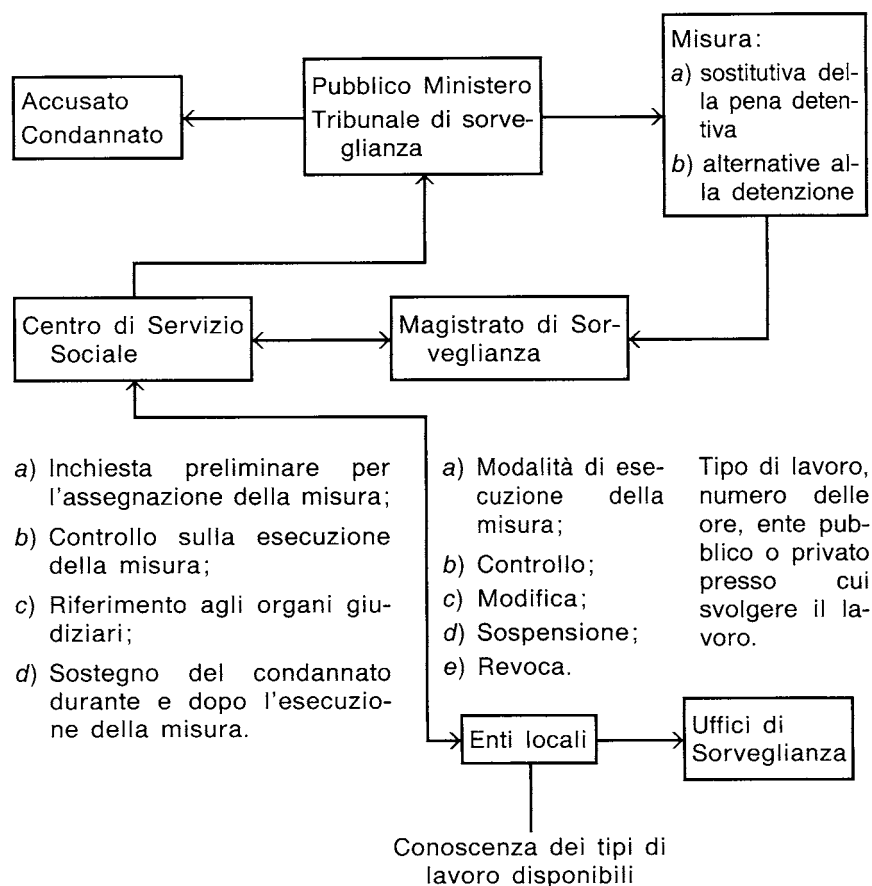 Accusato
Condannato
Pubblico Ministero
Tribunale di sorve-
glianza
Misura:
a) sostitutiva del-
la pena deten-
tiva
b) alternative al-
la detenzione
Centro di Servizio
Sociale
Magistrato di Sor-
veglianza
a) Inchiesta preliminare per
l'assegnazione della misura;
b) Controllo sulla esecuzione
della misura;
c) Riferimento agli organi giu-
diziari;
d) Sostegno del condannato
durante e dopo l'esecuzio-
ne della misura.
a) Modalità di ese-
cuzione della
misura;
b) Controllo;
c) Modifica;
d) Sospensione;
e) Revoca.
Tipo di lavoro,
numero delle
ore, ente pub-
blico o privato
presso cui
svolgere il la-
voro.
Enti locali
Uffici di
Sorveglianza
Conoscenza dei tipi di
lavoro disponibili